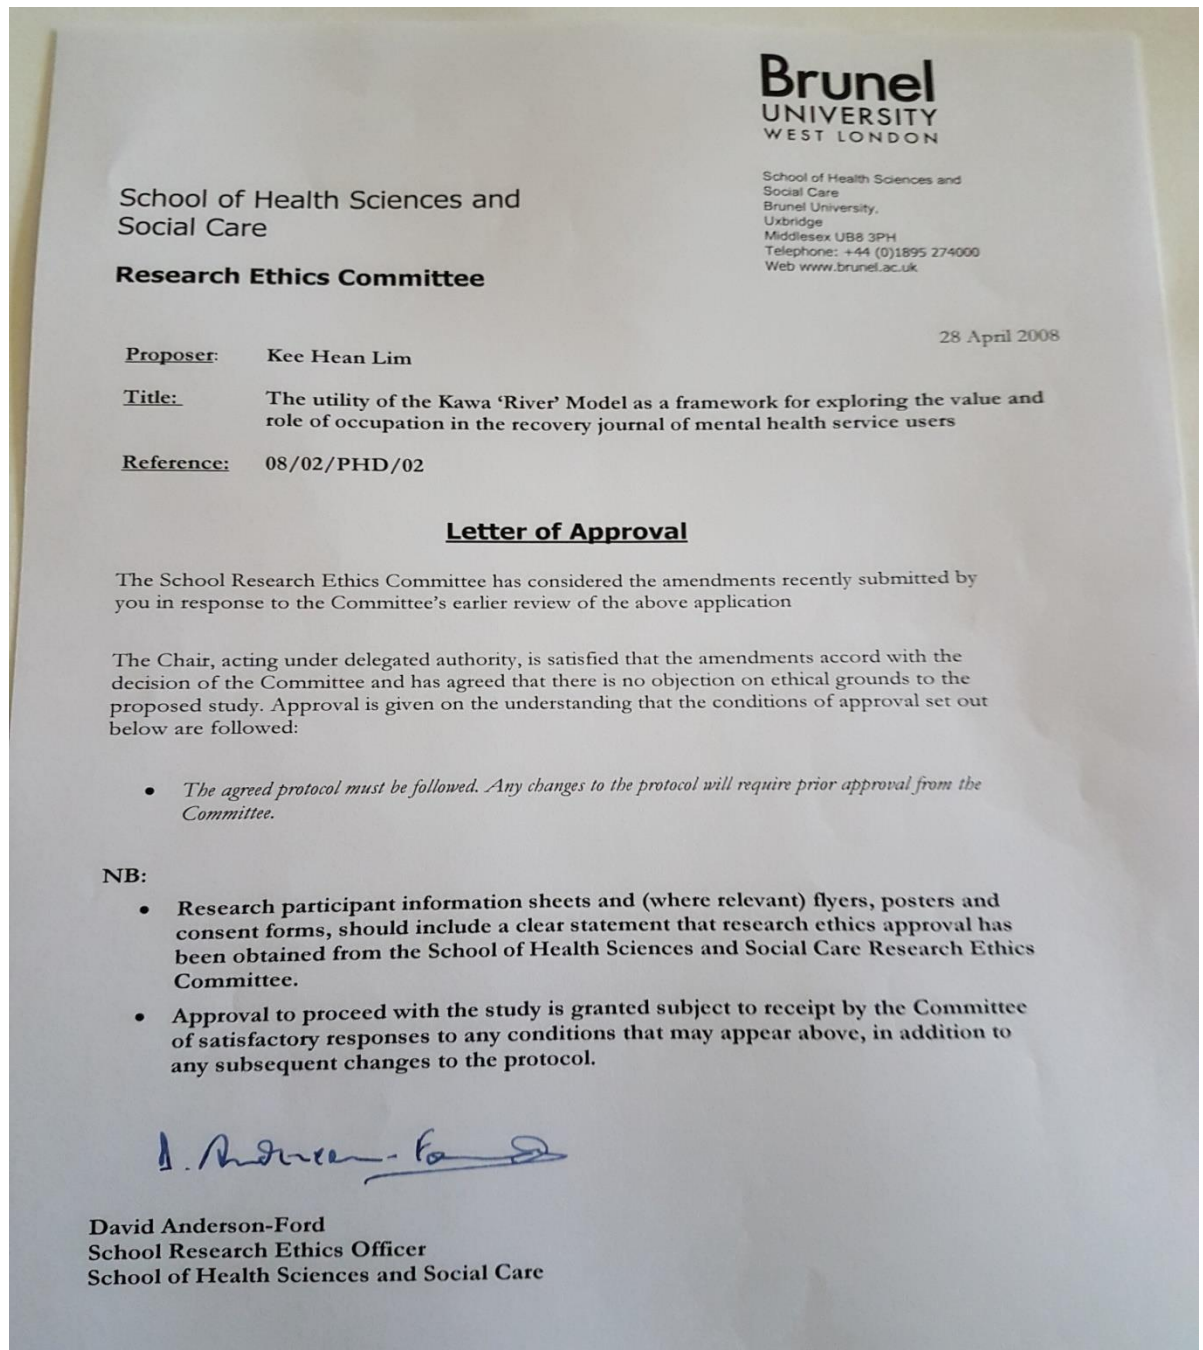 Brunel
UNIVERSITY
WEST LONDON
School of Health Sciences and
Social Care
Brunel University,
Uxbridge
Middlesex UB8 3PH
Telephone: +44 (0)1895 274000
Web www.brunel.ac.uk
School of Health Sciences and
Social Care
Research Ethics Committee
28 April 2008
Proposer: Kee Hean Lim
Title: The utility of the Kawa ‘River’ Model as a framework for exploring the value and
role of occupation in the recovery journal of mental health service users
Reference: 08/02/PHD/02
Letter of Approval
The School Research Ethics Committee has considered the amendments recently submitted by
you in response to the Committee’s earlier review of the above application
The Chair, acting under delegated authority, is satisfied that the amendments accord with the
decision of the Committee and has agreed that there is no objection on ethical grounds to the
proposed study. Approval is given on the understanding that the conditions of approval set out
below are followed:
• The agreed protocol must be followed. Any changes to the protocol will require prior approval from the
Committee.
NB:
• Research participant information sheets and (where relevant) flyers, posters and
consent forms, should include a clear statement that research ethics approval has
been obtained from the School of Health Sciences and Social Care Research Ethics
Committee.
• Approval to proceed with the study is granted subject to receipt by the Committee
of satisfactory responses to any conditions that may appear above, in addition to
any subsequent changes to the protocol.
D. Anderson-Ford
David Anderson-Ford
School Research Ethics Officer
School of Health Sciences and Social Care